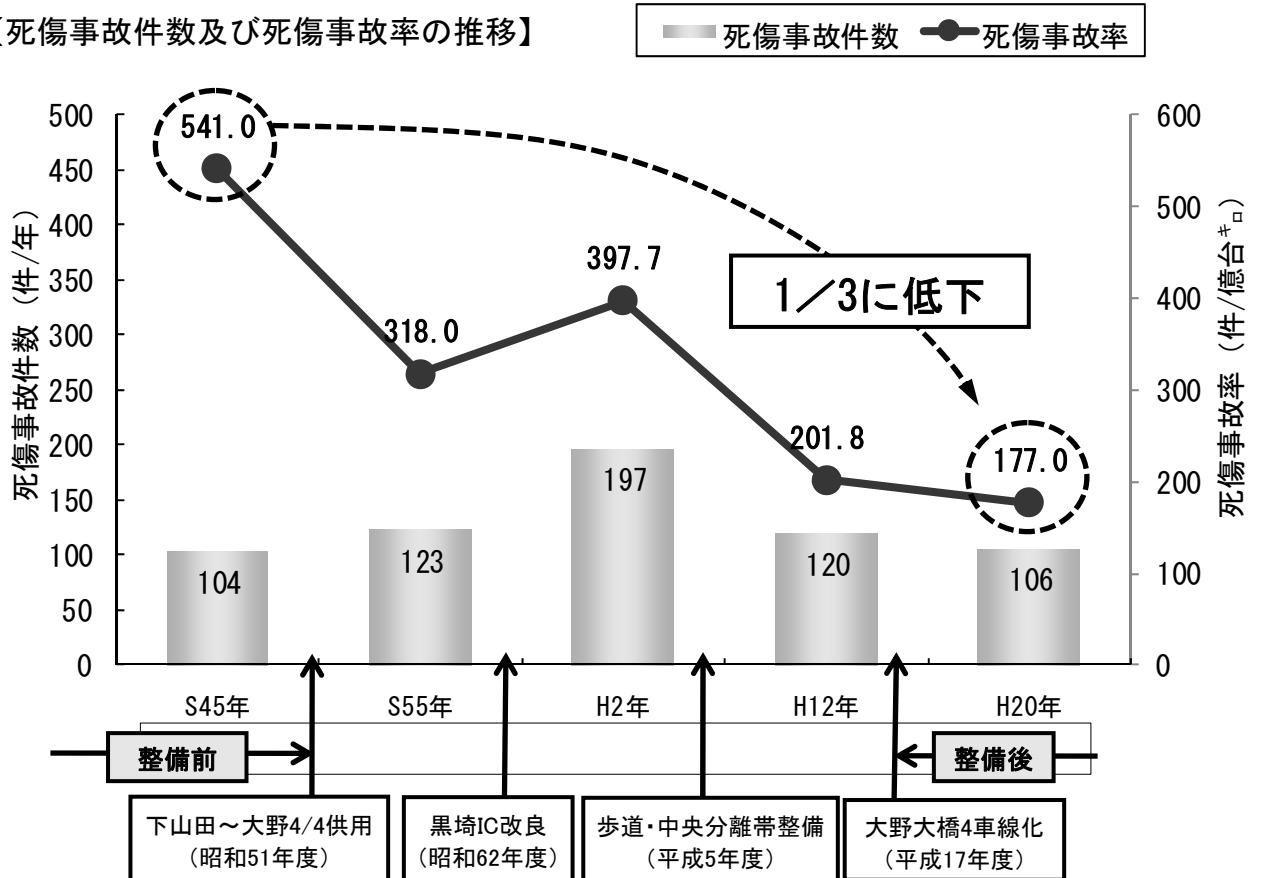 【死傷事故件数及び死傷事故率の推移】
死傷事故件数 死傷事故率
死傷事故件数（件/年）
500
450
400
350
300
250
200
150
100
50
0
死傷事故率（件/億台㌔）
600
500
400
300
200
100
0
541.0
318.0
397.7
201.8
177.0
1／3に低下
104
123
197
120
106
S45年
S55年
H2年
H12年
H20年
整備前
整備後
下山田～大野4/4供用
（昭和51年度）
黒埼IC改良
（昭和62年度）
歩道・中央分離帯整備
（平成5年度）
大野大橋4車線化
（平成17年度）